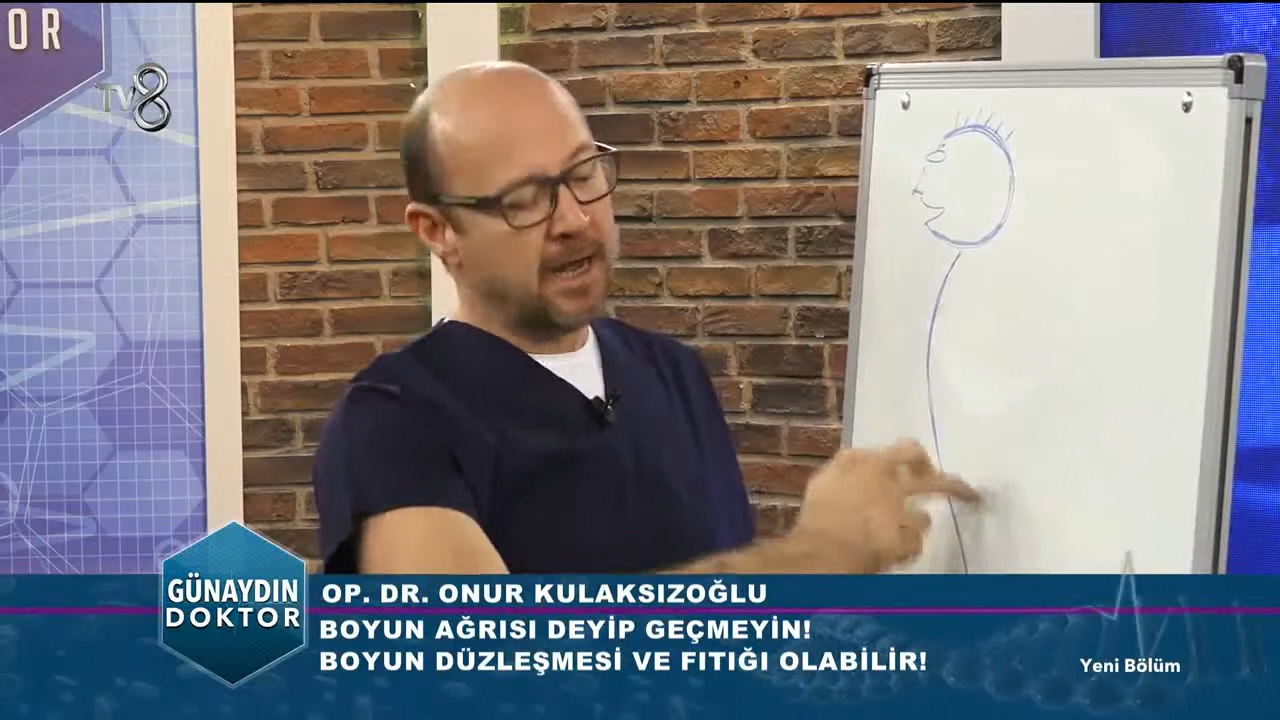 OR
TV8
GÜNAYDIN
DOKTOR
OP. DR. ONUR KULAKSIZOĞLU
BOYUN AĞRISI DEYİP GEÇMEYİN!
BOYUN DÜZLEŞMESİ VE FITIĞI OLABİLİR!
Yeni Bölüm